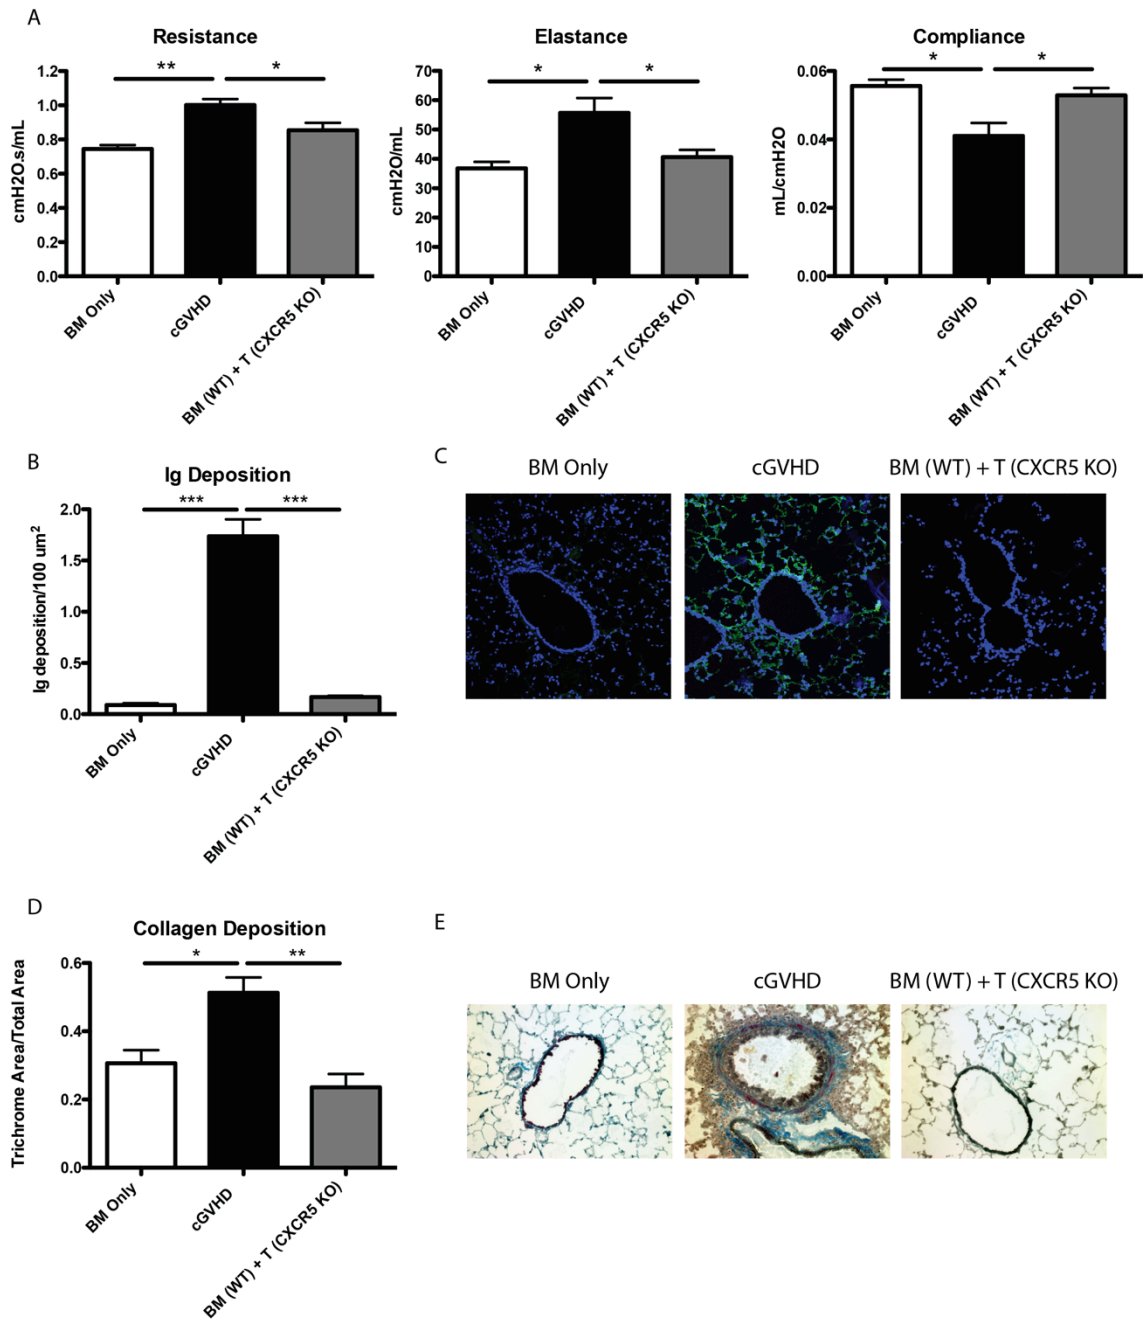 A
Resistance
**
*
cmH2O.s/mL
1.2
1.0
0.8
0.6
0.4
0.2
0.0
BM Only
cGVHD
BM (WT) + T (CXCR5 KO)
Elastance
*
*
cmH2O/mL
70
60
50
40
30
20
10
0
BM Only
cGVHD
BM (WT) + T (CXCR5 KO)
Compliance
*
*
mL/cmH2O
0.06
0.04
0.02
0.00
BM Only
cGVHD
BM (WT) + T (CXCR5 KO)
B
Ig Deposition
***
***
Ig deposition/100 um²
2.0
1.5
1.0
0.5
0.0
BM Only
cGVHD
BM (WT) + T (CXCR5 KO)
C
BM Only
cGVHD
BM (WT) + T (CXCR5 KO)
D
Collagen Deposition
*
**
Trichrome Area/Total Area
0.6
0.4
0.2
0.0
BM Only
cGVHD
BM (WT) + T (CXCR5 KO)
E
BM Only
cGVHD
BM (WT) + T (CXCR5 KO)